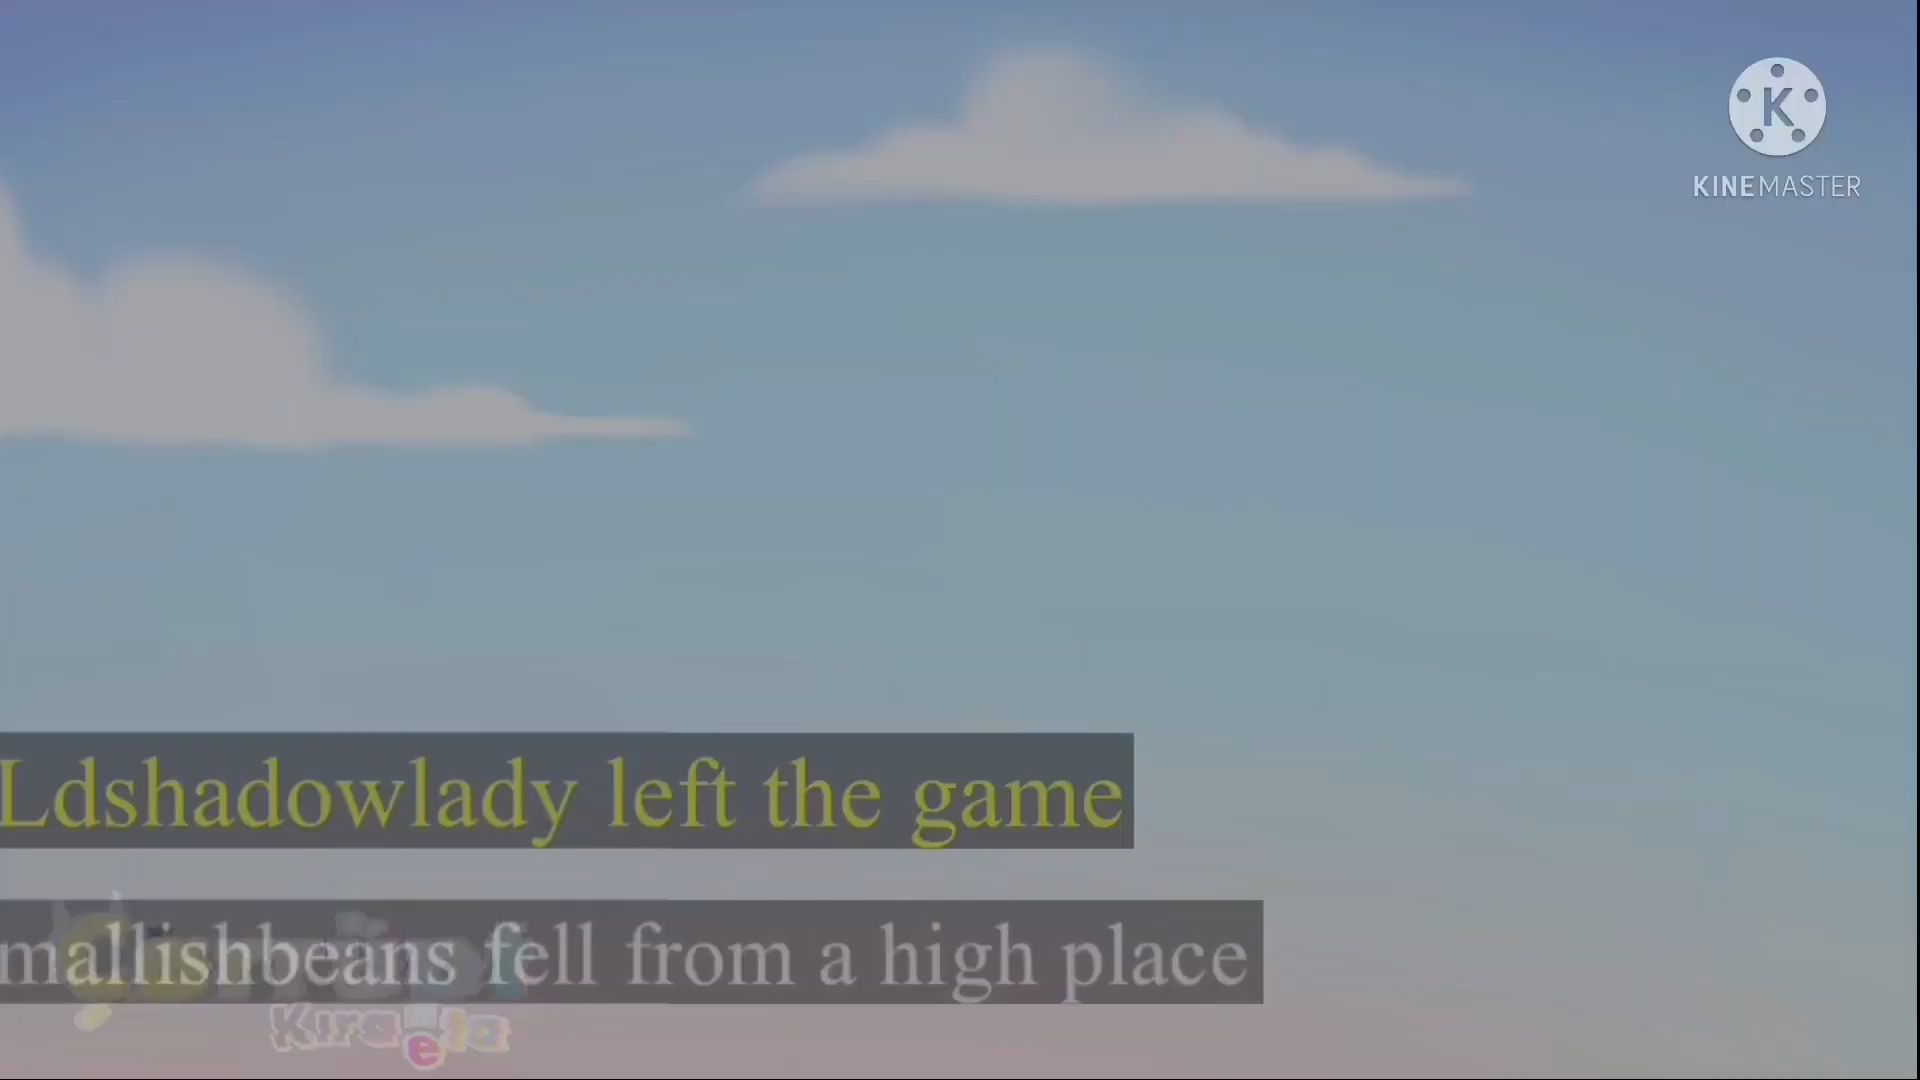 K
KINEMASTER
Ldshadowlady left the game
mallishbeans fell from a high place